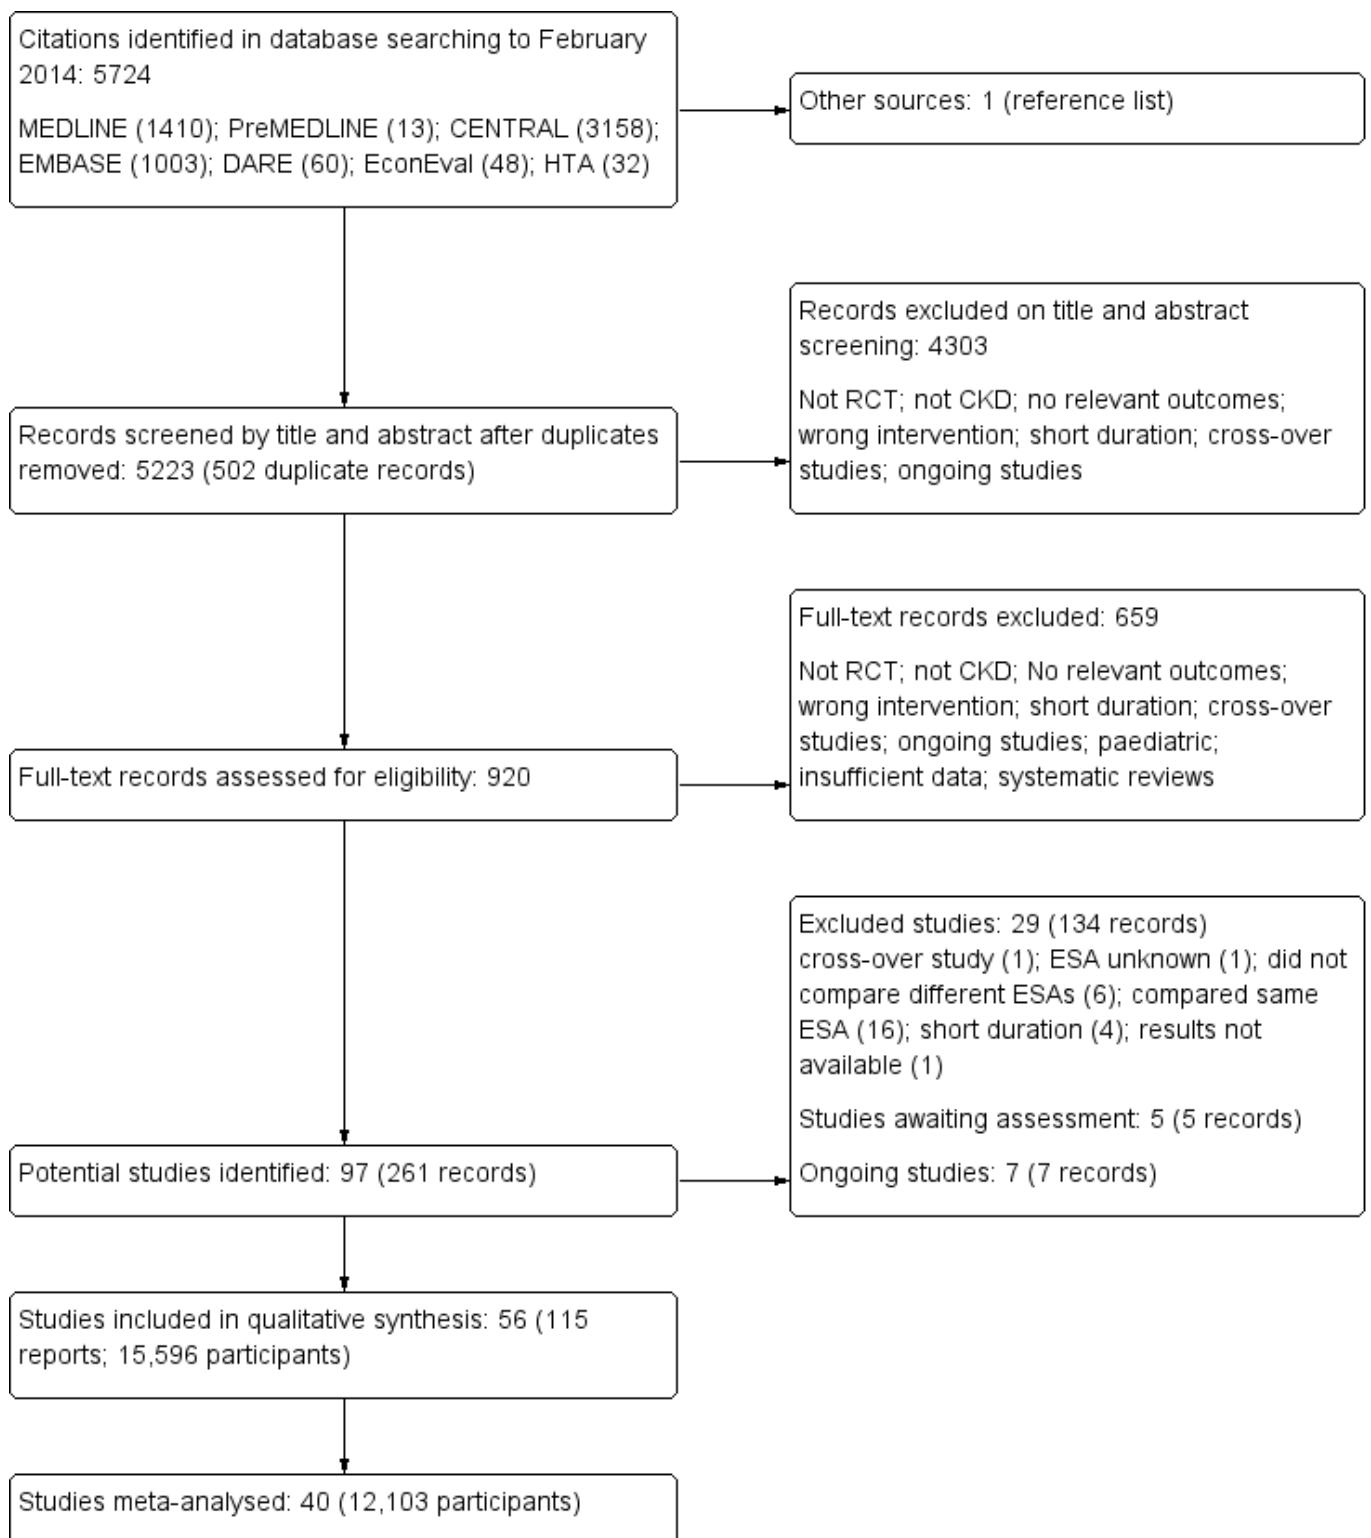 Citations identified in database searching to February
2014: 5724
MEDLINE (1410); PreMEDLINE (13); CENTRAL (3158);
EMBASE (1003); DARE (60); EconEval (48); HTA (32)
Other sources: 1 (reference list)
Records excluded on title and abstract
screening: 4303
Not RCT; not CKD; no relevant outcomes;
wrong intervention; short duration; cross-over
studies; ongoing studies
Records screened by title and abstract after duplicates
removed: 5223 (502 duplicate records)
Full-text records excluded: 659
Not RCT; not CKD; No relevant outcomes;
wrong intervention; short duration; cross-over
studies; ongoing studies; paediatric;
insufficient data; systematic reviews
Full-text records assessed for eligibility: 920
Excluded studies: 29 (134 records)
cross-over study (1); ESA unknown (1); did not
compare different ESAs (6); compared same
ESA (16); short duration (4); results not
available (1)
Studies awaiting assessment: 5 (5 records)
Ongoing studies: 7 (7 records)
Potential studies identified: 97 (261 records)
Studies included in qualitative synthesis: 56 (115
reports; 15,596 participants)
Studies meta-analysed: 40 (12,103 participants)